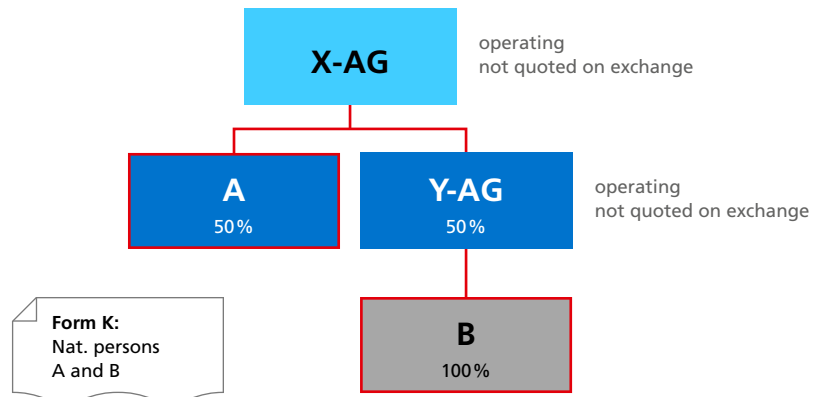 X-AG
operating
not quoted on exchange
A
50 %
Y-AG
50 %
operating
not quoted on exchange
Form K:
Nat. persons
A and B
B
100 %